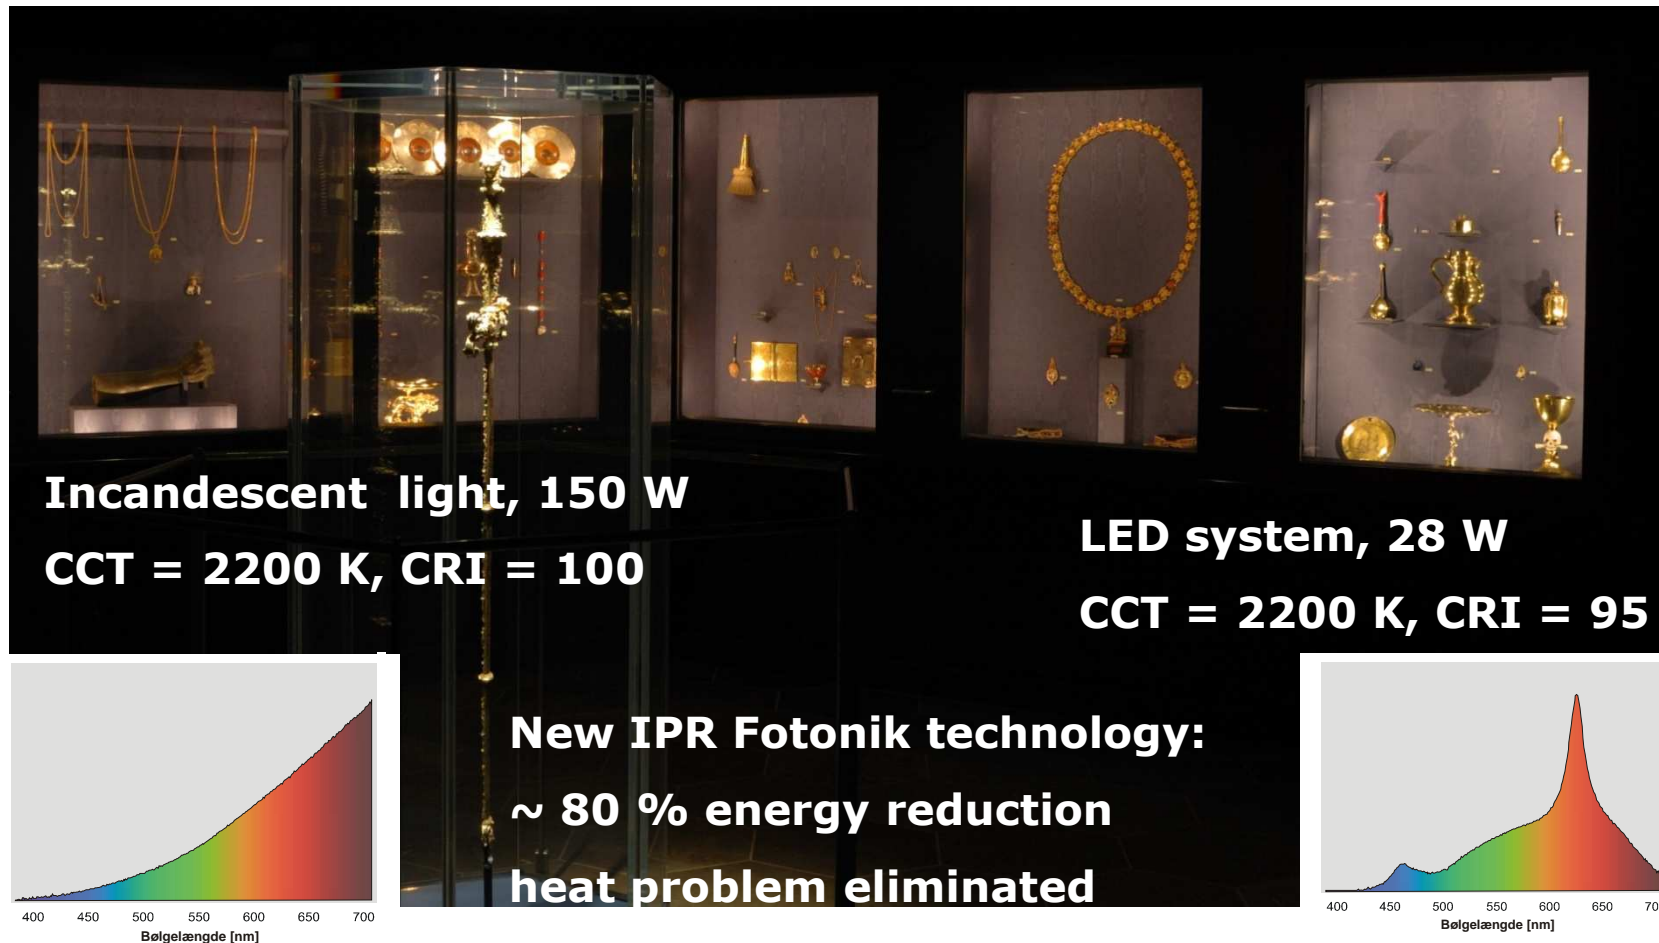 Incandescent light, 150 W
CCT = 2200 K, CRI = 100
LED system, 28 W
CCT = 2200 K, CRI = 95
New IPR Fotonik technology:
~ 80 % energy reduction
heat problem eliminated
400 450 500 550 600 650 700
Bølgelængde [nm]
400 450 500 550 600 650 70
Bølgelængde [nm]